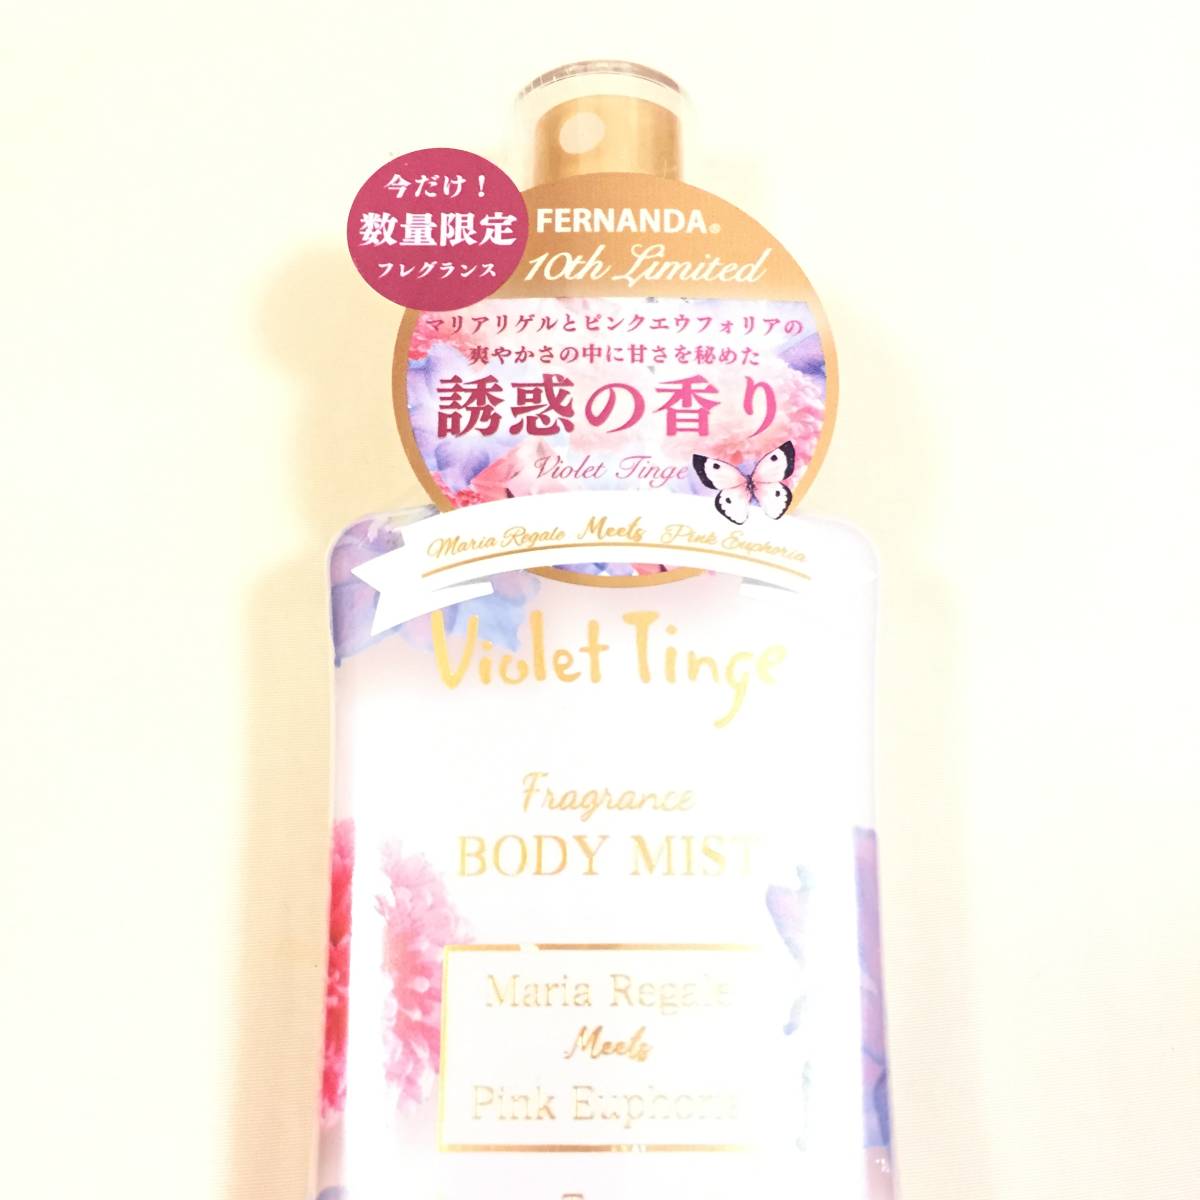 今だけ！
数量限定
フレグランス
FERNANDA®
10th Limited
マリアリゲルとピンクエウフォリアの
爽やかさの中に甘さを秘めた
誘惑の香り
Violet Tinge
Maria Regale Meets Pink Euphoria
Violet Tinge
Fragrance
BODY MIST
Maria Regale
Meets
Pink Euphoria